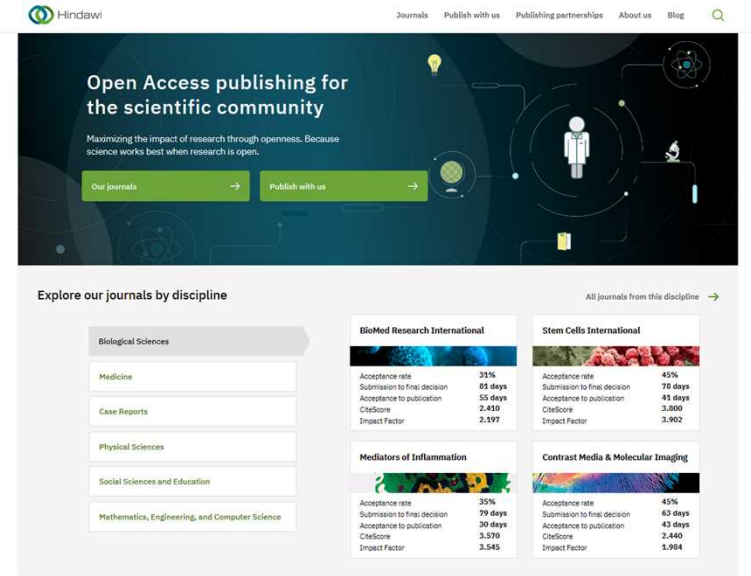 Hindawi
Journals Publish with us Publishing partnerships About us Blog
Open Access publishing for
the scientific community
Maximizing the impact of research through openness. Because
science works best when research is open.
Our journals
Publish with us
Explore our journals by discipline
All journals from this discipline
Biological Sciences
Medicine
Case Reports
Physical Sciences
Social Sciences and Education
Mathematics, Engineering, and Computer Science
BioMed Research International
Acceptance rate 31%
Submission to final decision 81 days
Acceptance to publication 55 days
CiteScore 2.410
Impact Factor 2.197
Stem Cells International
Acceptance rate 45%
Submission to final decision 78 days
Acceptance to publication 41 days
CiteScore 3.800
Impact Factor 3.902
Mediators of Inflammation
Acceptance rate 35%
Submission to final decision 79 days
Acceptance to publication 30 days
CiteScore 3.570
Impact Factor 3.545
Contrast Media & Molecular Imaging
Acceptance rate 45%
Submission to final decision 63 days
Acceptance to publication 43 days
CiteScore 2.440
Impact Factor 1.984